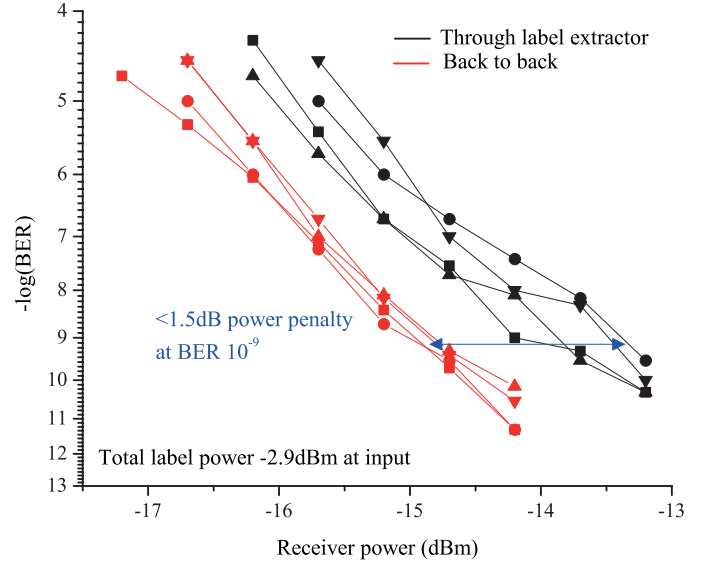 4
5
6
7
8
9
10
11
12
13
-log(BER)
Through label extractor
Back to back
<1.5dB power penalty
at BER 10^-9
Total label power -2.9dBm at input
-17
-16
-15
-14
-13
Receiver power (dBm)